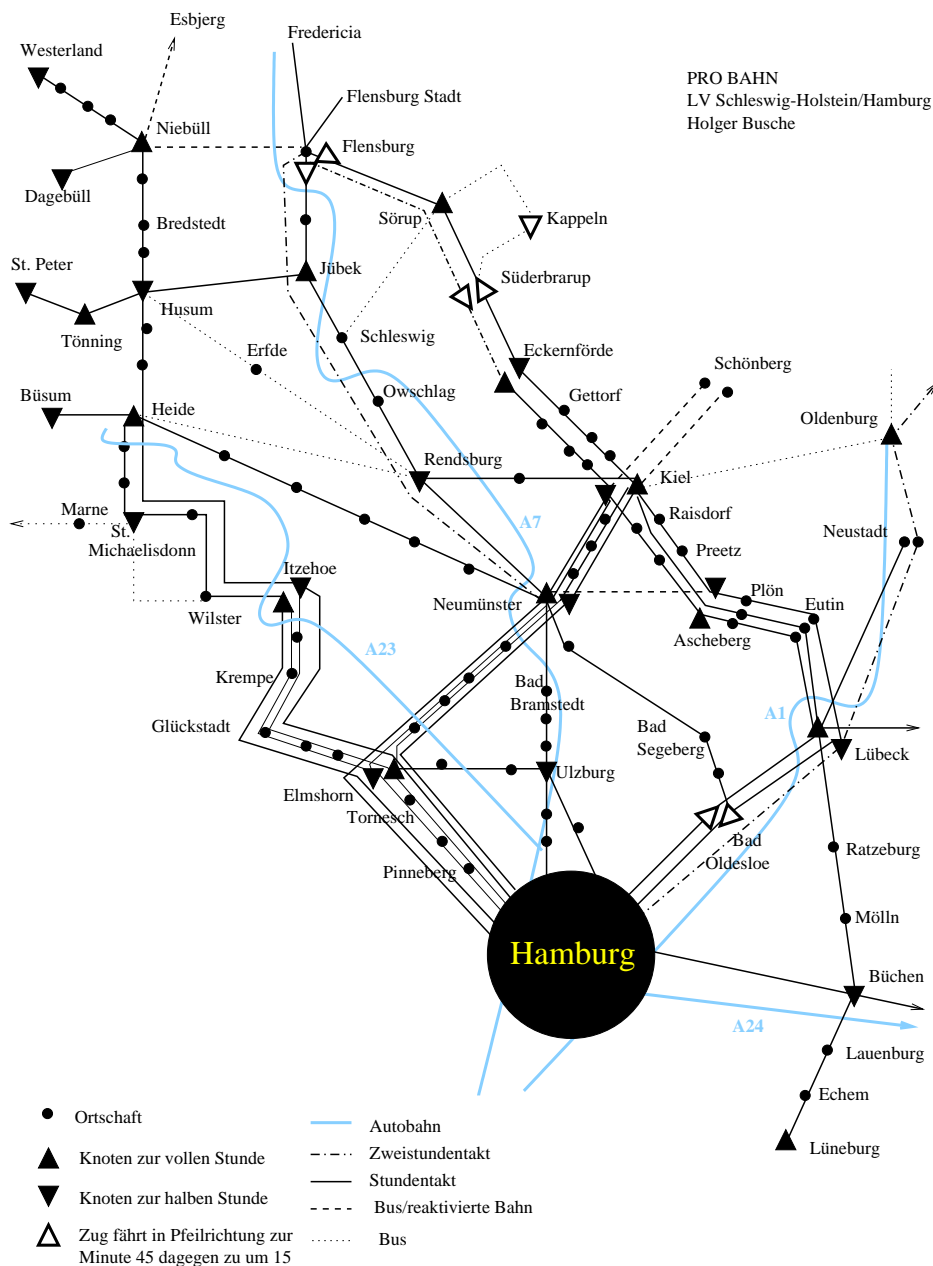 Esbjerg
Fredericia
Westerland
PRO BAHN
LV Schleswig-Holstein/Hamburg
Holger Busche
Flensburg Stadt
Niebüll
Flensburg
Dagebüll
Bredstedt
Sörup
Kappeln
St. Peter
Jübek
Süderbrarup
Husum
Tönning
Schleswig
Erfde
Eckernförde
Schönberg
Owschlag
Gettorf
Büsum
Heide
Oldenburg
Rendsburg
Kiel
Marne
St.
Michaelisdonn
A7
Raisdorf
Neustadt
Preetz
Itzehoe
Plön
Wilster
Neumünster
Eutin
Ascheberg
A23
Krempe
Bad
Bramstedt
Glückstadt
A1
Bad
Segeberg
Lübeck
Ulzburg
Elmshorn
Tornesch
Bad
Oldesloe
Ratzeburg
Pinneberg
Mölln
Hamburg
Büchen
A24
Lauenburg
Echem
Lüneburg
Ortschaft
Knoten zur vollen Stunde
Knoten zur halben Stunde
Zug fährt in Pfeilrichtung zur
Minute 45 dagegen zu um 15
Autobahn
Zweistundentakt
Stundentakt
Bus/reaktivierte Bahn
Bus